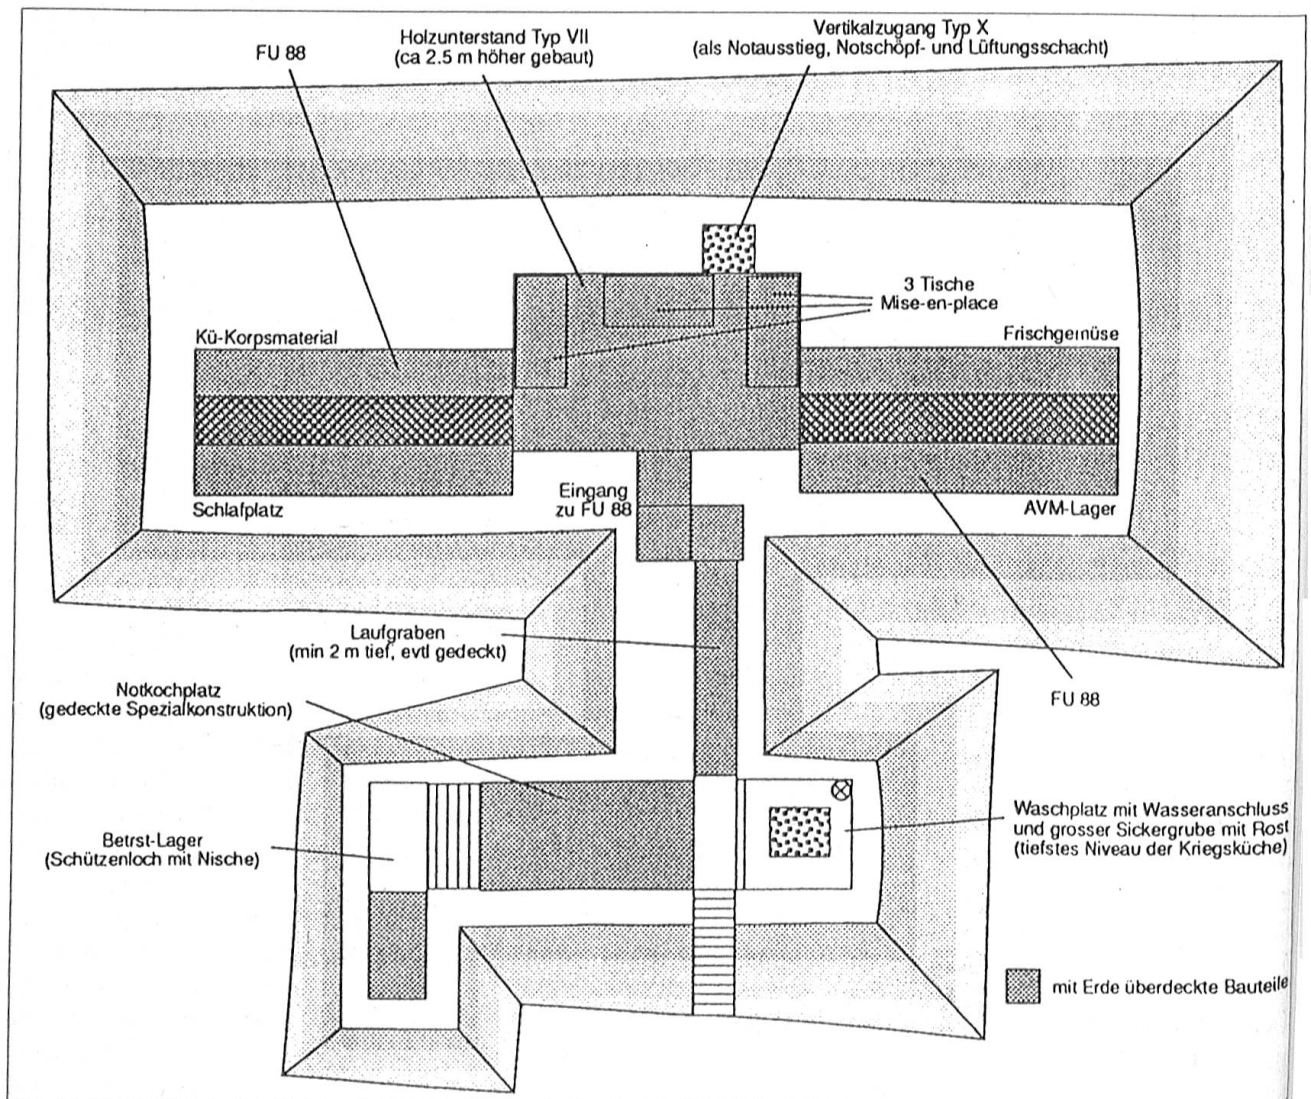 FU 88
Holzunterstand Typ VII
(ca 2.5 m höher gebaut)
Vertikalzugang Typ X
(als Notausstieg, Notschöpf- und Lüftungsschacht)
3 Tische
Mise-en-place
Kü-Korpsmaterial
Frischgemüse
Schlafplatz
Eingang
zu FU 88
AVM-Lager
Laufgraben
(min 2 m tief, evtl gedeckt)
Notkochplatz
(gedeckte Spezialkonstruktion)
FU 88
Betrst-Lager
(Schützenloch mit Nische)
Waschplatz mit Wasseranschluss
und grosser Sickergrube mit Rost
(tiefstes Niveau der Kriegsküche)
mit Erde überdeckte Bauteile